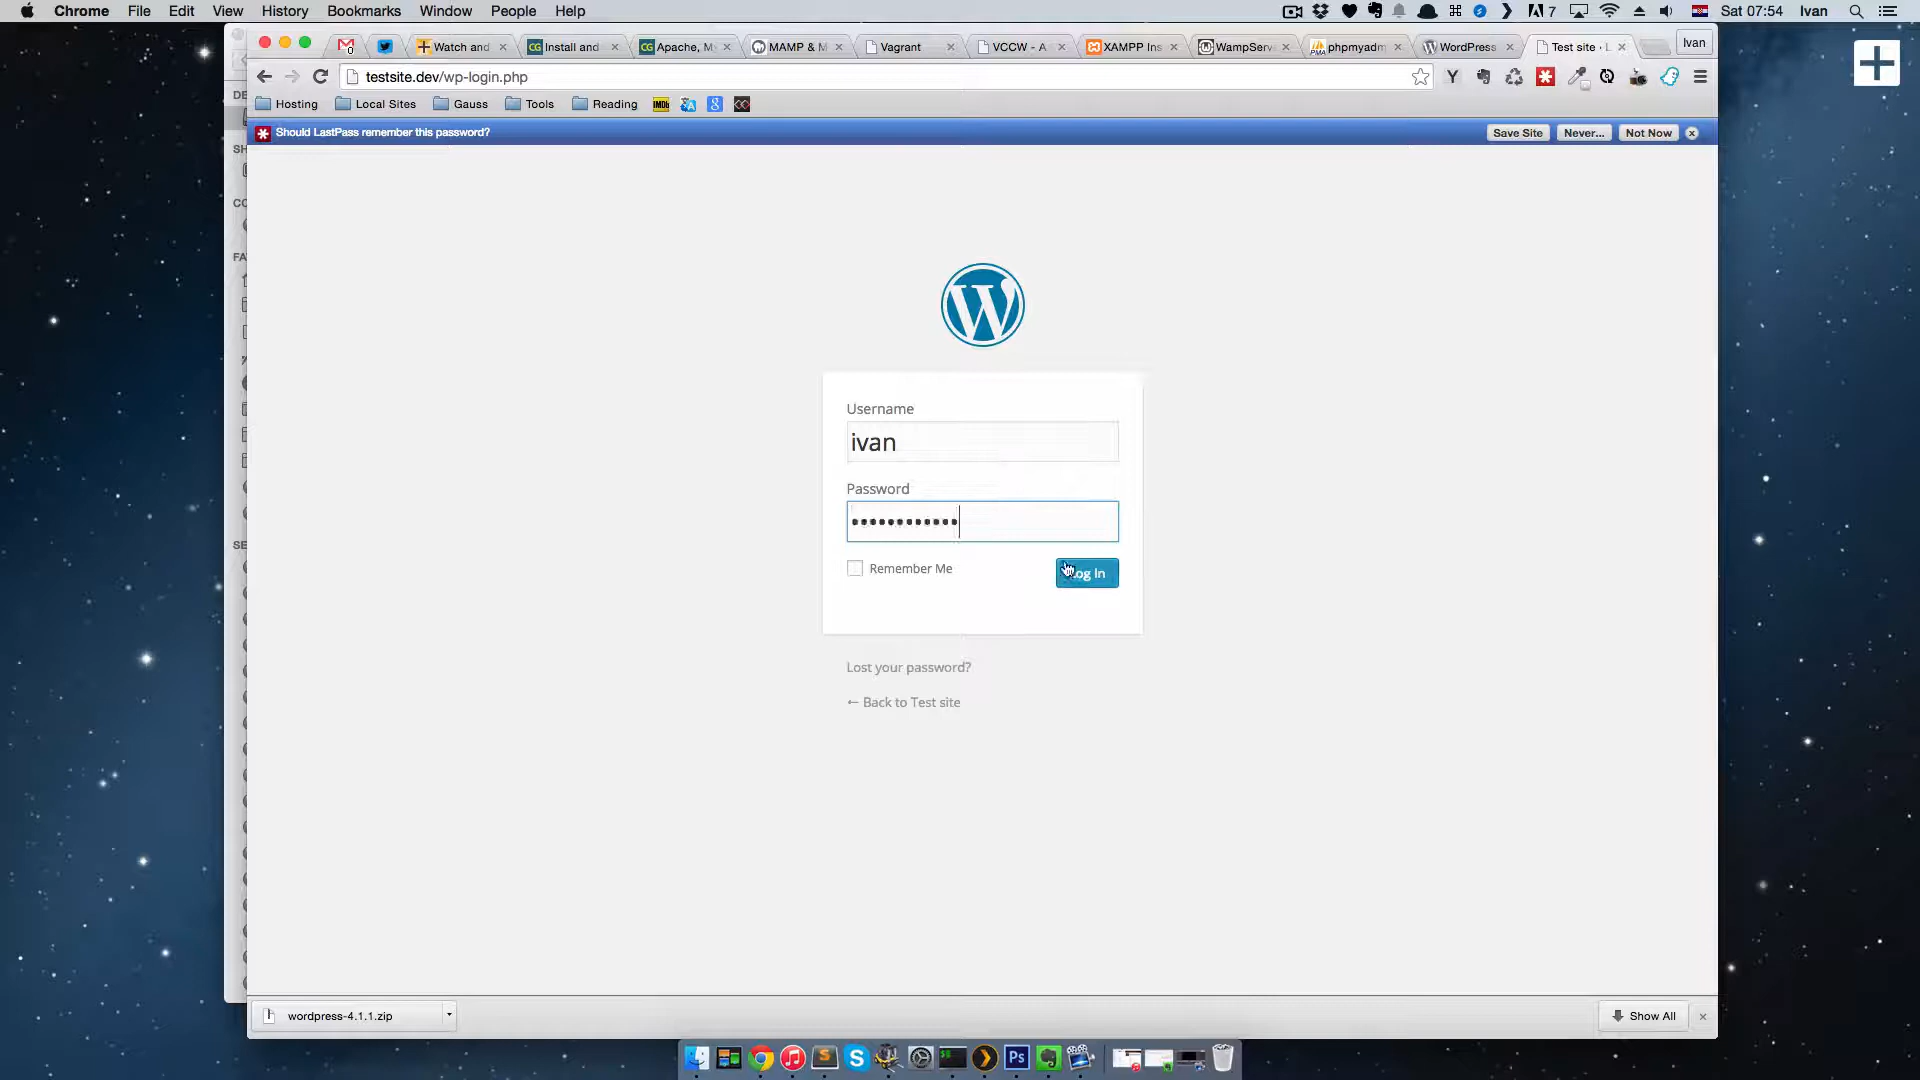 Chrome File Edit View History Bookmarks Window People Help 7 Sat 07:54 Ivan
0 Watch and Install and Apache, M MAMP & M Vagrant VCCW - A XAMPP Ins WampServ phpmyadm WordPress Test site · L Ivan
testsite.dev/wp-login.php
Hosting Local Sites Gauss Tools Reading IMDb
Should LastPass remember this password? Save Site Never... Not Now
Username
ivan
Password
Remember Me
Log In
Lost your password?
← Back to Test site
wordpress-4.1.1.zip
Show All